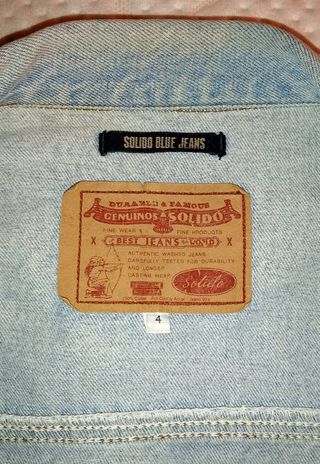 SOLIDO BLUE JEANS
DURABLE & FAMOUS
GENUINOS SOLIDO
FINE WEAR & FINE PRODUCTS
X BEST JEANS WORLD X
AUTHENTIC WASHED JEANS
CAREFULLY TESTED FOR DURABILITY
AND LONGER
LASTING WEAR
Solido
4